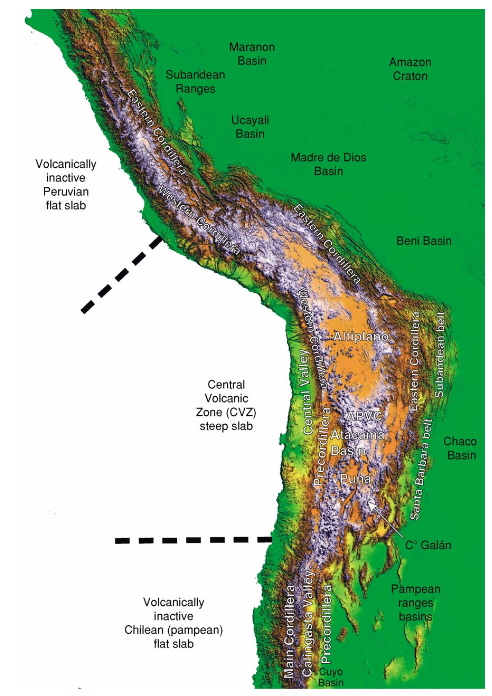 Maranon
Basin
Amazon
Craton
Subandean
Ranges
Eastern Cordillera
Ucayali
Basin
Madre de Dios
Basin
Volcanically
inactive
Peruvian
flat slab
Western Cordillera
Eastern Cordillera
Beni Basin
Western Cordillera
Altiplano
Eastern Cordillera
Subandean belt
Central Valley
Central
Volcanic
Zone (CVZ)
steep slab
Precordillera
APVC
Atacama
Basin
Puna
Santa Barbara belt
Chaco
Basin
C° Galán
Volcanically
inactive
Chilean (pampean)
flat slab
Main Cordillera
Calingasta Valley
Precordillera
Pampean
ranges
basins
Cuyo
Basin